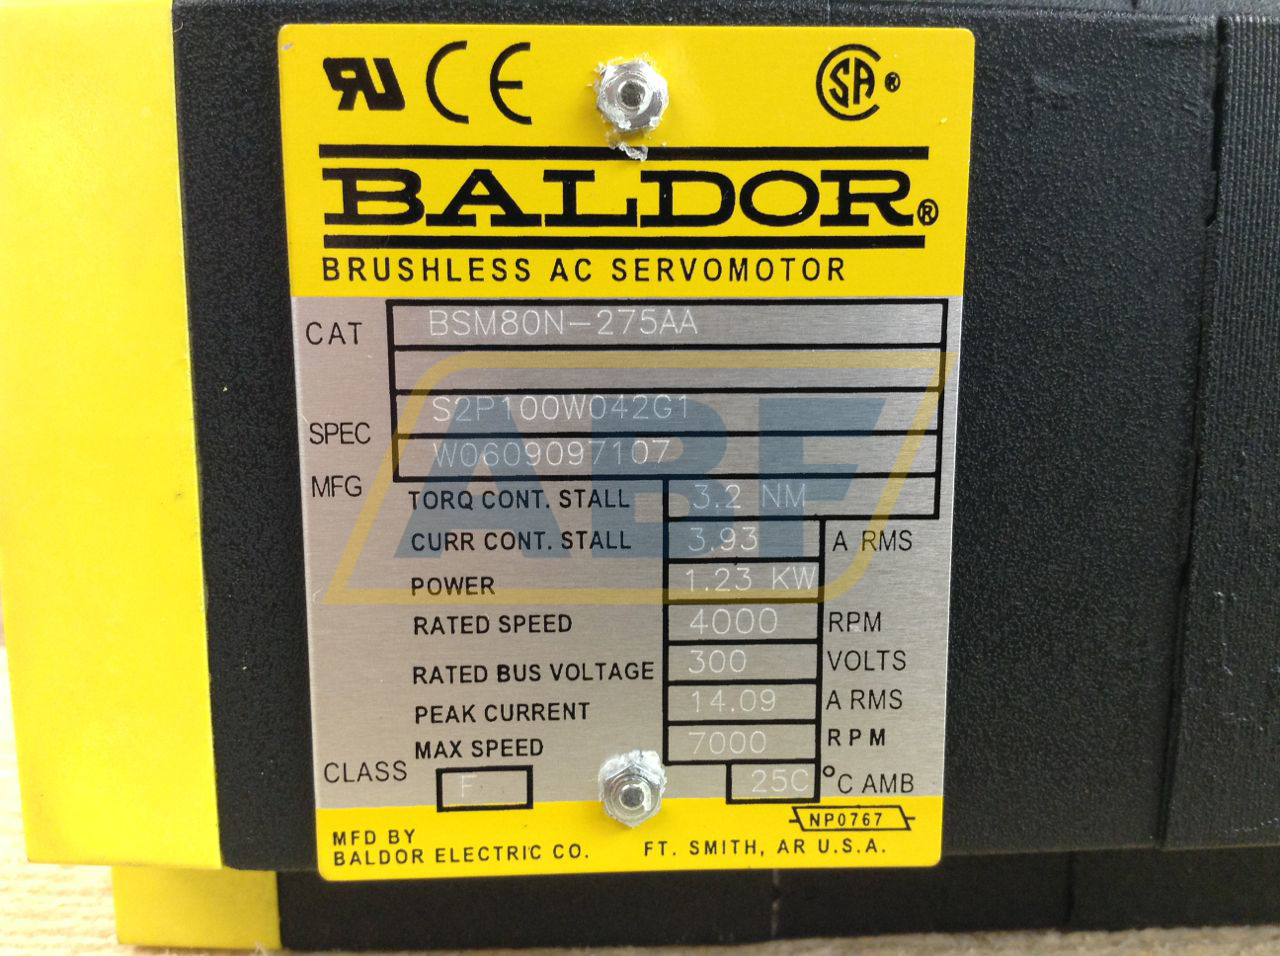 RU CE SA ®
BALDOR®
BRUSHLESS AC SERVOMOTOR
CAT BSM80N-275AA
SPEC S2P100W042G1
MFG W0609097107
TORQ CONT. STALL 3.2 NM
CURR CONT. STALL 3.93 A RMS
POWER 1.23 KW
RATED SPEED 4000 RPM
RATED BUS VOLTAGE 300 VOLTS
PEAK CURRENT 14.09 A RMS
MAX SPEED 7000 RPM
CLASS F 25C °C AMB
NP0767
MFD BY
BALDOR ELECTRIC CO. FT. SMITH, AR U.S.A.
ABF